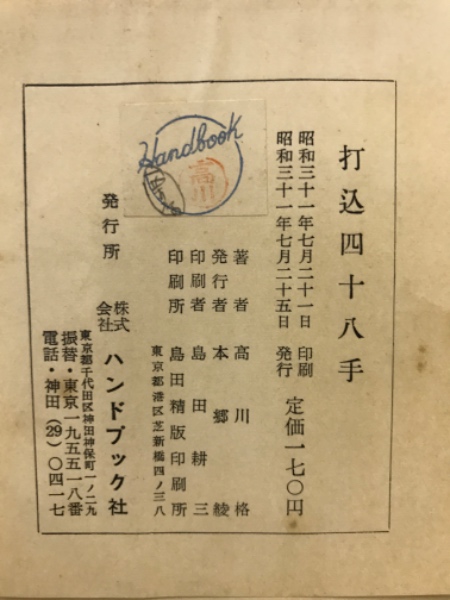 打込四十八手
昭和三十一年七月二十一日 印刷
昭和三十一年七月二十五日 発行
定価一七〇円
著者 高川格
発行者 本郷綾
印刷者 島田耕三
印刷所 島田精版印刷所
東京都港区芝新橋四ノ三八
Handbook
高川
発行所 株式会社 ハンドブック社
東京都千代田区神田神保町一ノ二九
振替・東京一九五五一八番
電話・神田(29)〇四一七